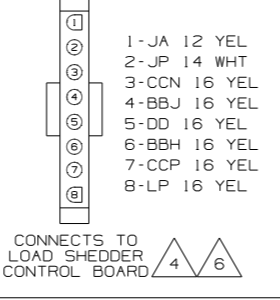 1
2
3
4
5
6
7
8
1-JA 12 YEL
2-JP 14 WHT
3-CCN 16 YEL
4-BBJ 16 YEL
5-DD 16 YEL
6-BBH 16 YEL
7-CCP 16 YEL
8-LP 16 YEL
CONNECTS TO
LOAD SHEDDER
CONTROL BOARD 4 6